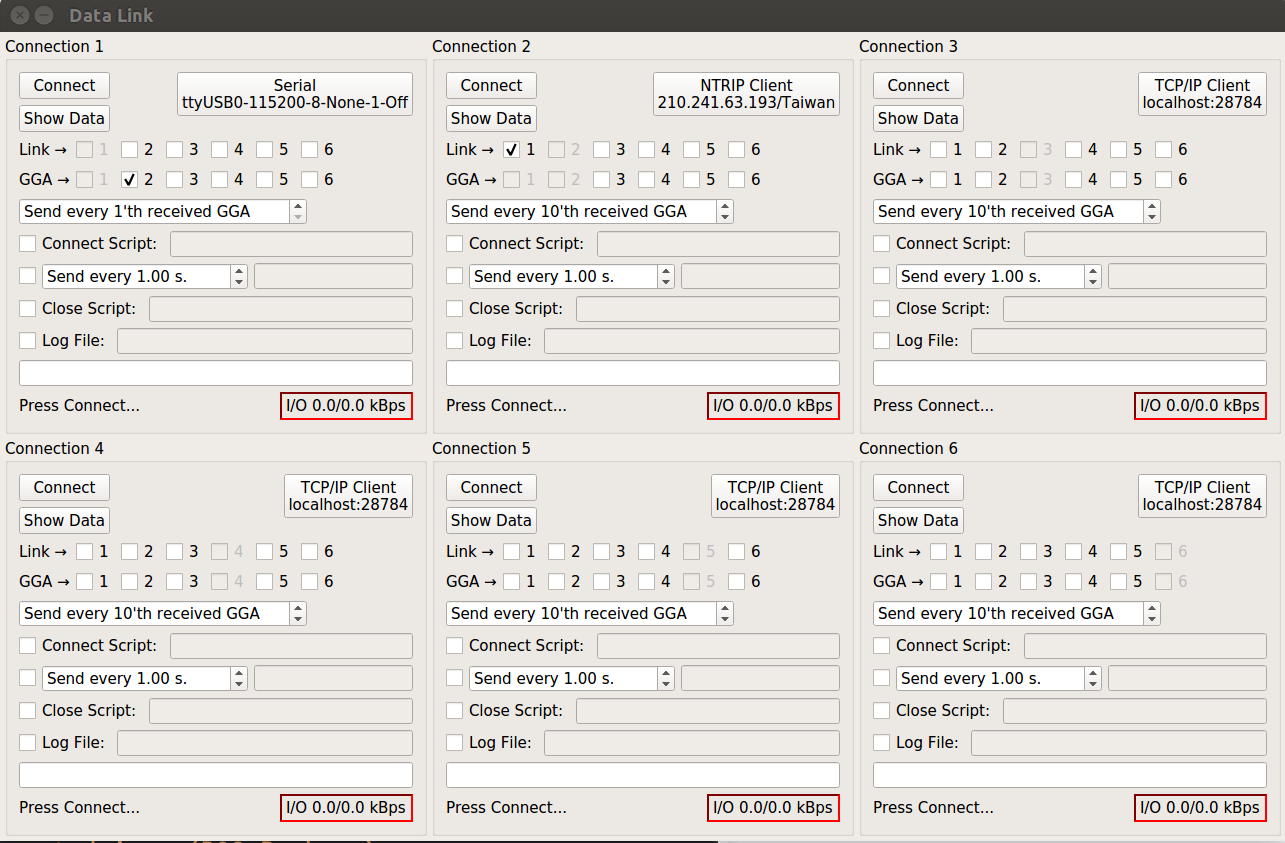 Data Link
Connection 1
Connect
Serial
ttyUSB0-115200-8-None-1-Off
Show Data
Link → 1 2 3 4 5 6
GGA → 1 2 3 4 5 6
Send every 1'th received GGA
Connect Script:
Send every 1.00 s.
Close Script:
Log File:
Press Connect...
I/O 0.0/0.0 kBps
Connection 2
Connect
NTRIP Client
210.241.63.193/Taiwan
Show Data
Link → 1 2 3 4 5 6
GGA → 1 2 3 4 5 6
Send every 10'th received GGA
Connect Script:
Send every 1.00 s.
Close Script:
Log File:
Press Connect...
I/O 0.0/0.0 kBps
Connection 3
Connect
TCP/IP Client
localhost:28784
Show Data
Link → 1 2 3 4 5 6
GGA → 1 2 3 4 5 6
Send every 10'th received GGA
Connect Script:
Send every 1.00 s.
Close Script:
Log File:
Press Connect...
I/O 0.0/0.0 kBps
Connection 4
Connect
TCP/IP Client
localhost:28784
Show Data
Link → 1 2 3 4 5 6
GGA → 1 2 3 4 5 6
Send every 10'th received GGA
Connect Script:
Send every 1.00 s.
Close Script:
Log File:
Press Connect...
I/O 0.0/0.0 kBps
Connection 5
Connect
TCP/IP Client
localhost:28784
Show Data
Link → 1 2 3 4 5 6
GGA → 1 2 3 4 5 6
Send every 10'th received GGA
Connect Script:
Send every 1.00 s.
Close Script:
Log File:
Press Connect...
I/O 0.0/0.0 kBps
Connection 6
Connect
TCP/IP Client
localhost:28784
Show Data
Link → 1 2 3 4 5 6
GGA → 1 2 3 4 5 6
Send every 10'th received GGA
Connect Script:
Send every 1.00 s.
Close Script:
Log File:
Press Connect...
I/O 0.0/0.0 kBps